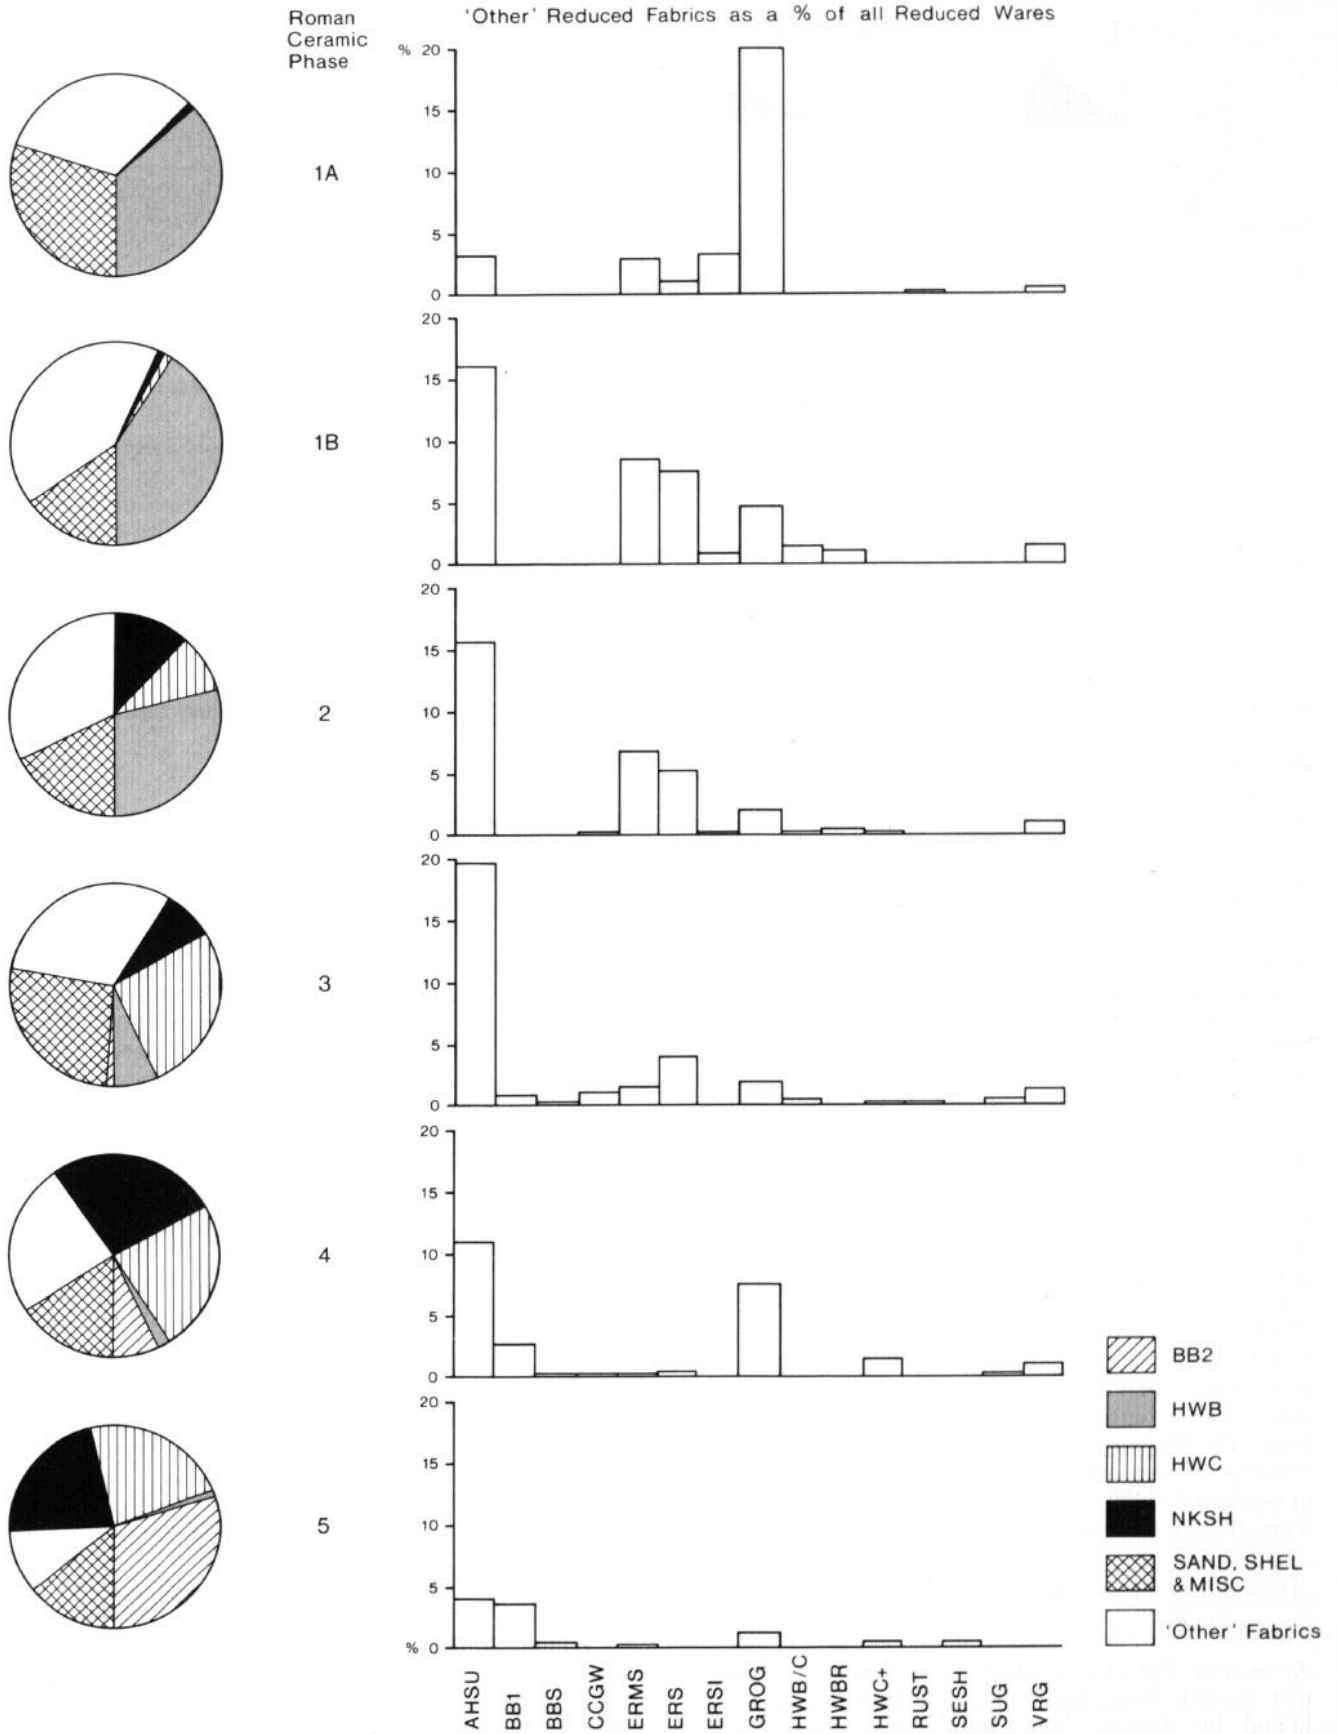 Roman
Ceramic
Phase
'Other' Reduced Fabrics as a % of all Reduced Wares
% 20
15
10
5
0
1A
20
15
10
5
0
1B
20
15
10
5
0
2
20
15
10
5
0
3
20
15
10
5
0
4
20
15
10
5
% 0
5
AHSU
BB1
BBS
CCGW
ERMS
ERS
ERSI
GROG
HWB/C
HWBR
HWC+
RUST
SESH
SUG
VRG
BB2
HWB
HWC
NKSH
SAND, SHEL
& MISC
'Other' Fabrics